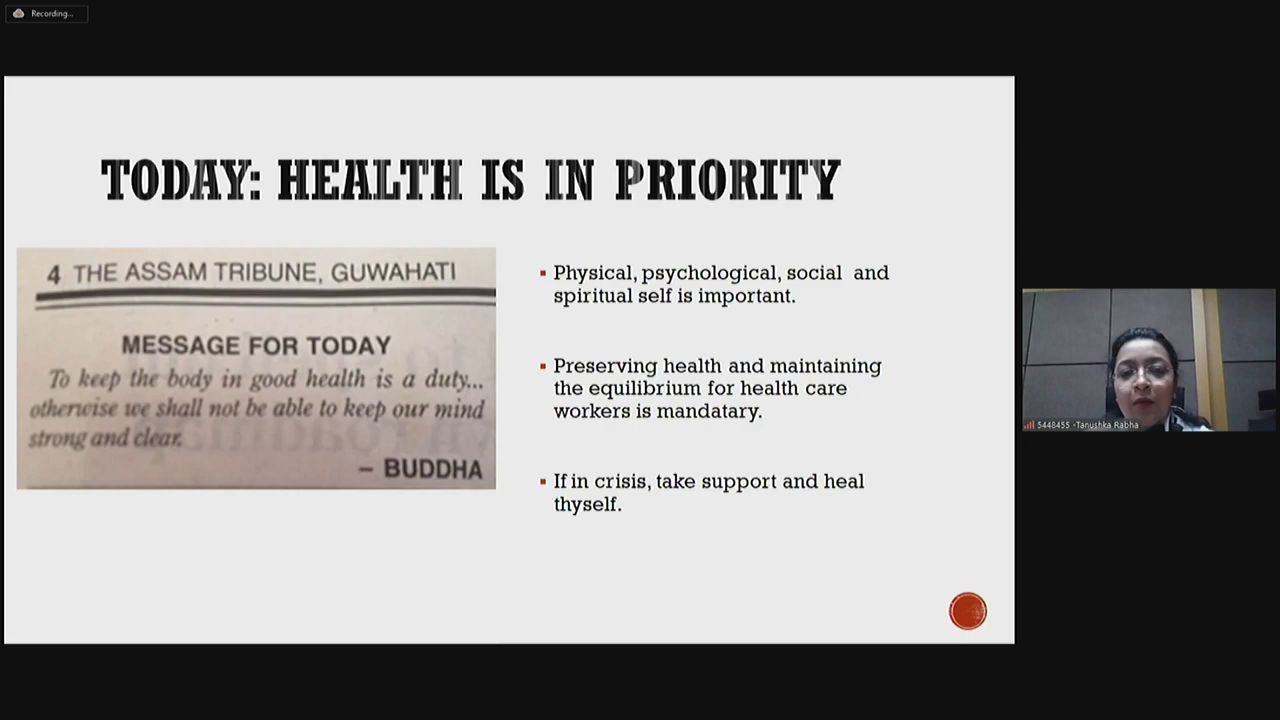 Recording...
TODAY: HEALTH IS IN PRIORITY
4 THE ASSAM TRIBUNE, GUWAHATI
MESSAGE FOR TODAY
To keep the body in good health is a duty...
otherwise we shall not be able to keep our mind
strong and clear.
– BUDDHA
Physical, psychological, social and
spiritual self is important.
Preserving health and maintaining
the equilibrium for health care
workers is mandatary.
If in crisis, take support and heal
thyself.
5448455 -Tanushka Rabha